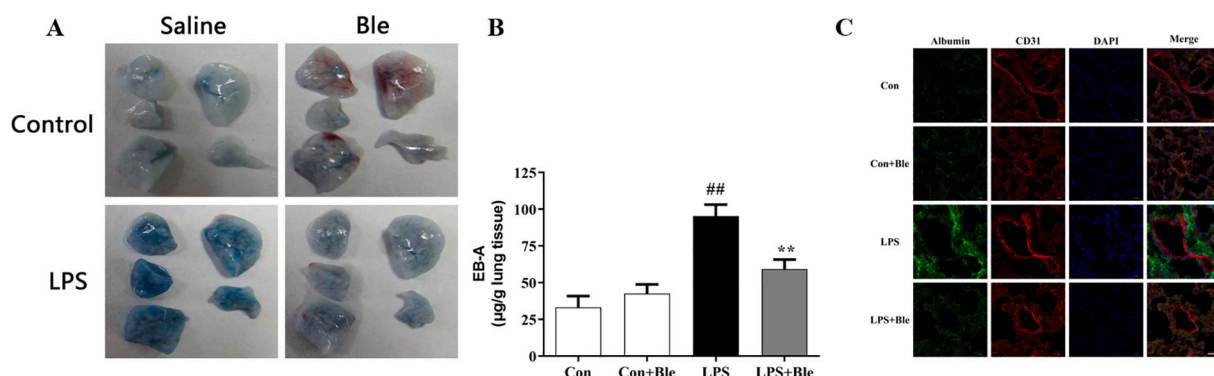 A
Saline
Ble
Control
LPS
B
EB-A
(μg/g lung tissue)
125
100
75
50
25
0
##
**
Con
Con+Ble
LPS
LPS+Ble
C
Albumin
CD31
DAPI
Merge
Con
Con+Ble
LPS
LPS+Ble